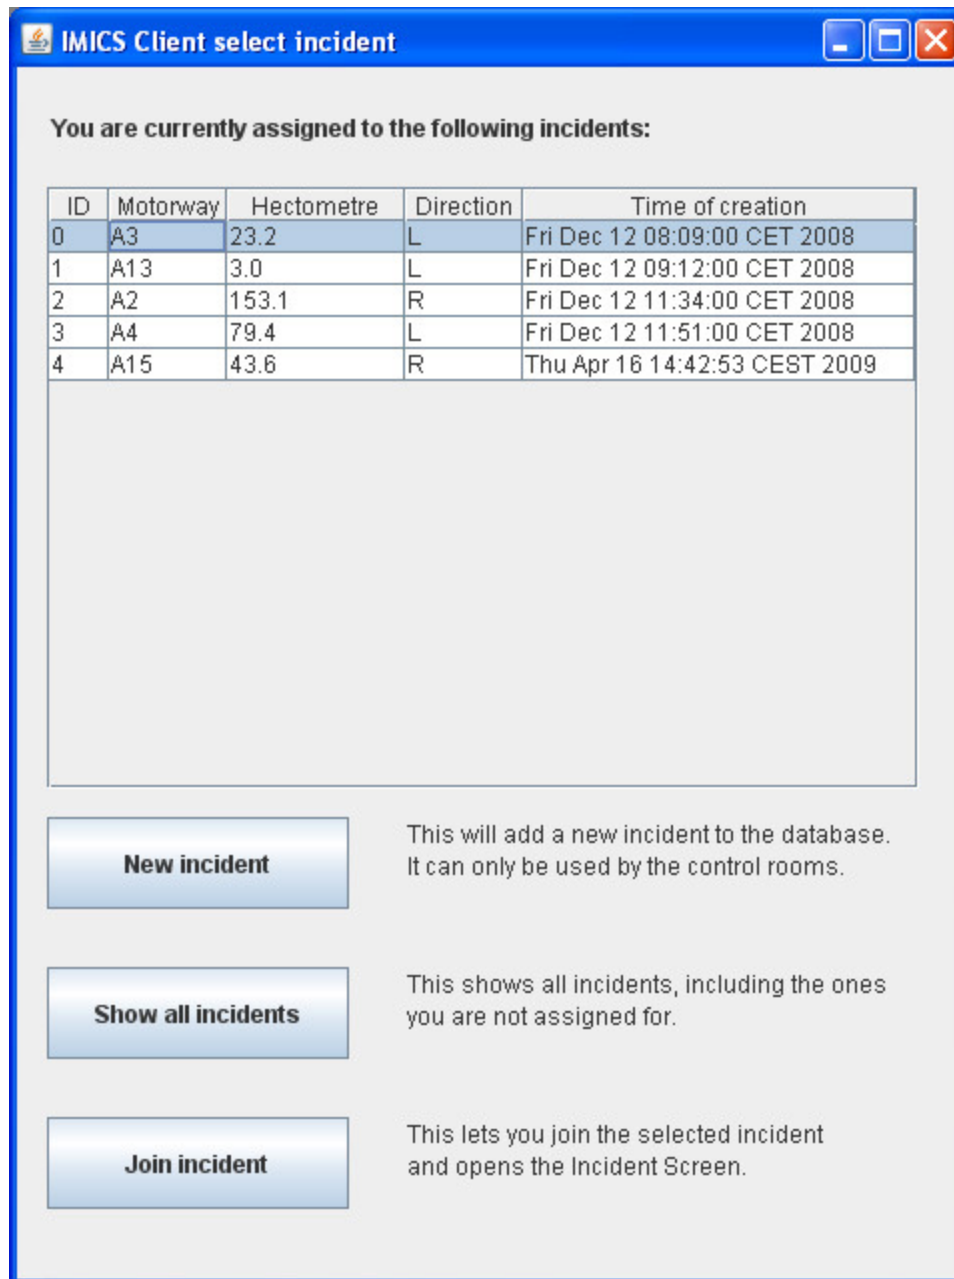 IMICS Client select incident
You are currently assigned to the following incidents:
ID Motorway Hectometre Direction Time of creation
0 A3 23.2 L Fri Dec 12 08:09:00 CET 2008
1 A13 3.0 L Fri Dec 12 09:12:00 CET 2008
2 A2 153.1 R Fri Dec 12 11:34:00 CET 2008
3 A4 79.4 L Fri Dec 12 11:51:00 CET 2008
4 A15 43.6 R Thu Apr 16 14:42:53 CEST 2009
New incident
This will add a new incident to the database.
It can only be used by the control rooms.
Show all incidents
This shows all incidents, including the ones
you are not assigned for.
Join incident
This lets you join the selected incident
and opens the Incident Screen.